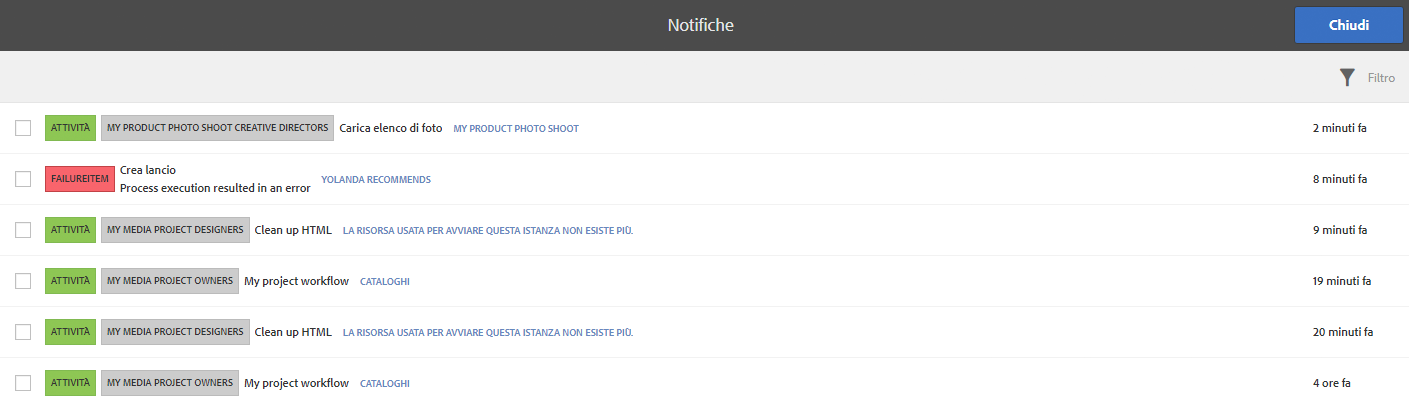 Notifiche
Chiudi
Filtro
ATTIVITÀ MY PRODUCT PHOTO SHOOT CREATIVE DIRECTORS Carica elenco di foto MY PRODUCT PHOTO SHOOT 2 minuti fa
FAILUREITEM Crea lancio
Process execution resulted in an error YOLANDA RECOMMENDS 8 minuti fa
ATTIVITÀ MY MEDIA PROJECT DESIGNERS Clean up HTML LA RISORSA USATA PER AVVIARE QUESTA ISTANZA NON ESISTE PIÙ. 9 minuti fa
ATTIVITÀ MY MEDIA PROJECT OWNERS My project workflow CATALOGHI 19 minuti fa
ATTIVITÀ MY MEDIA PROJECT DESIGNERS Clean up HTML LA RISORSA USATA PER AVVIARE QUESTA ISTANZA NON ESISTE PIÙ. 20 minuti fa
ATTIVITÀ MY MEDIA PROJECT OWNERS My project workflow CATALOGHI 4 ore fa